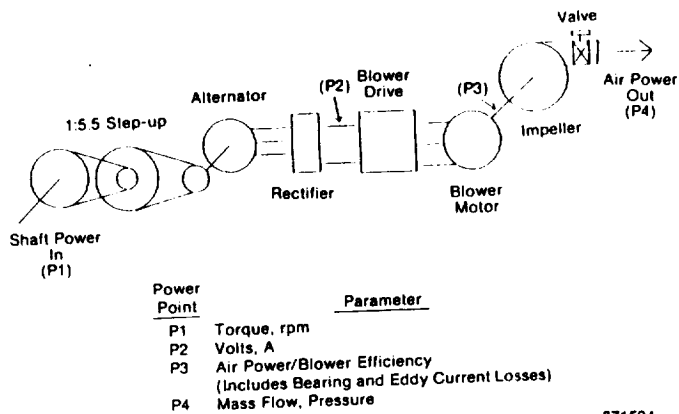 Valve
(P2)
Blower
Drive
(P3)
Air Power
Out
(P4)
Alternator
1:5.5 Step-up
Impeller
Rectifier
Blower
Motor
Shaft Power
In
(P1)
Power
Point
Parameter
P1 Torque, rpm
P2 Volts, A
P3 Air Power/Blower Efficiency
(Includes Bearing and Eddy Current Losses)
P4 Mass Flow, Pressure